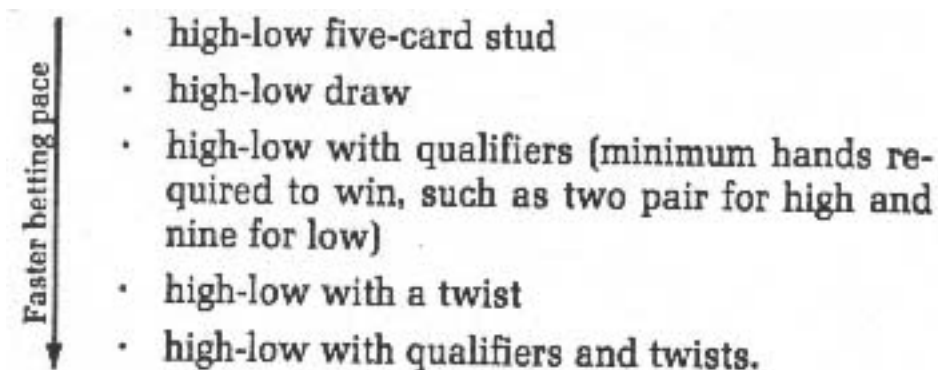 Faster betting pace
· high-low five-card stud
· high-low draw
· high-low with qualifiers (minimum hands re-
quired to win, such as two pair for high and
nine for low)
· high-low with a twist
· high-low with qualifiers and twists.